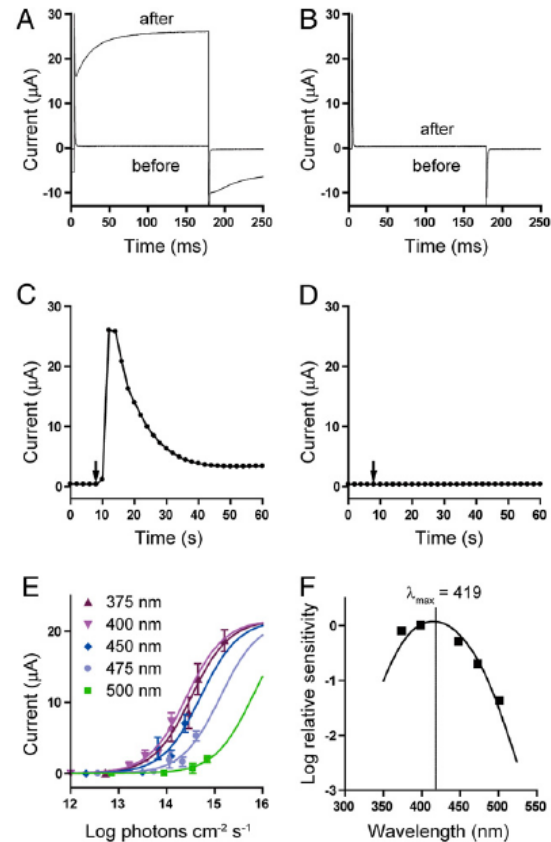 A
30
20
10
0
-10
Current (µA)
after
before
0 50 100 150 200 250
Time (ms)
B
30
20
10
0
-10
Current (µA)
after
before
0 50 100 150 200 250
Time (ms)
C
30
20
10
0
Current (µA)
0 10 20 30 40 50 60
Time (s)
D
30
20
10
0
Current (µA)
0 10 20 30 40 50 60
Time (s)
E
375 nm
400 nm
450 nm
475 nm
500 nm
20
10
0
Current (µA)
12 13 14 15 16
Log photons cm⁻² s⁻¹
F
λmax = 419
1
0
-1
-2
-3
Log relative sensitivity
300 350 400 450 500 550
Wavelength (nm)